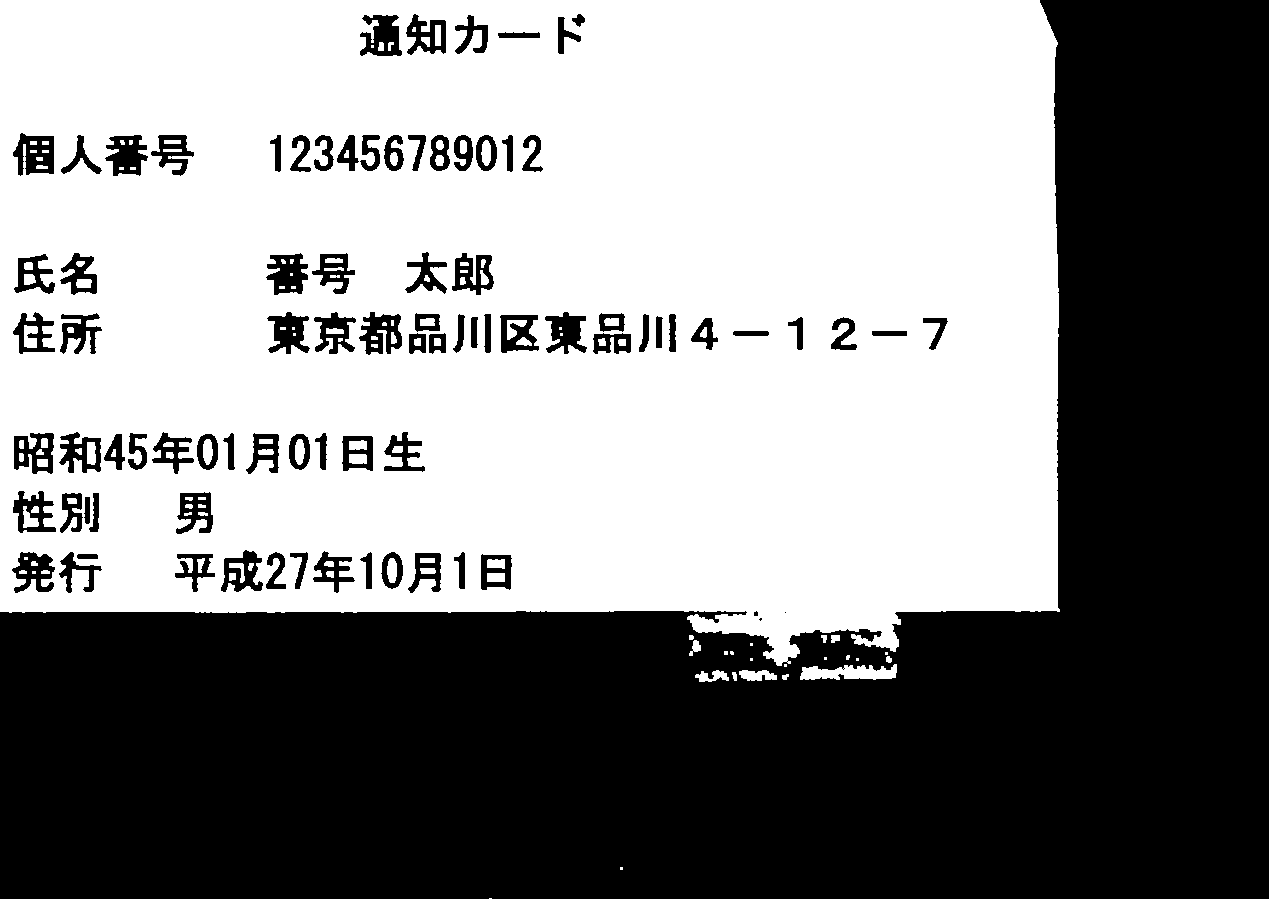 通知カード
個人番号　123456789012
氏名　番号　太郎
住所　東京都品川区東品川４－１２－７
昭和45年01月01日生
性別　男
発行　平成27年10月1日